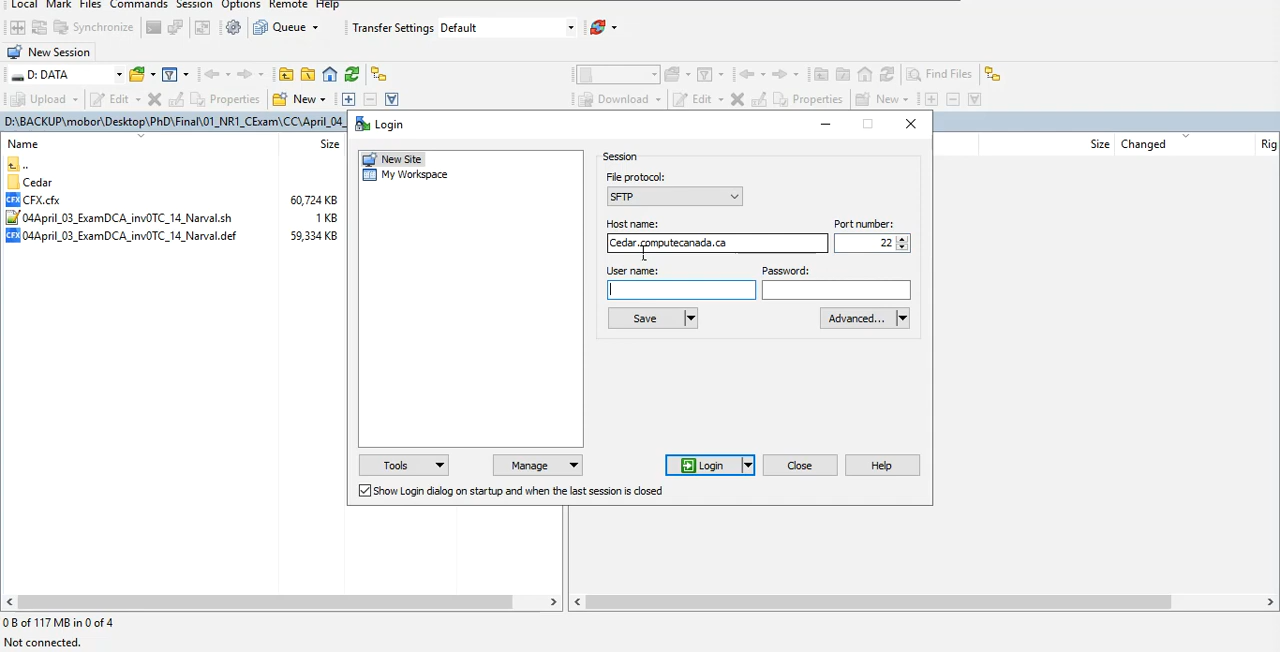 Local Mark Files Commands Session Options Remote Help
Synchronize Queue Transfer Settings Default
New Session
D: DATA Find Files
Upload Edit Properties New Download Edit Properties New
D:\BACKUP\mobor\Desktop\PhD\Final\01_NR1_CExam\CC\April_04_
Name Size Size Changed Rig
..
Cedar
CFX.cfx 60,724 KB
04April_03_ExamDCA_inv0TC_14_Narval.sh 1 KB
04April_03_ExamDCA_inv0TC_14_Narval.def 59,334 KB
Login
New Site
My Workspace
Session
File protocol:
SFTP
Host name: Port number:
Cedar.computecanada.ca 22
User name: Password:
Save Advanced...
Tools Manage Login Close Help
Show Login dialog on startup and when the last session is closed
0 B of 117 MB in 0 of 4
Not connected.